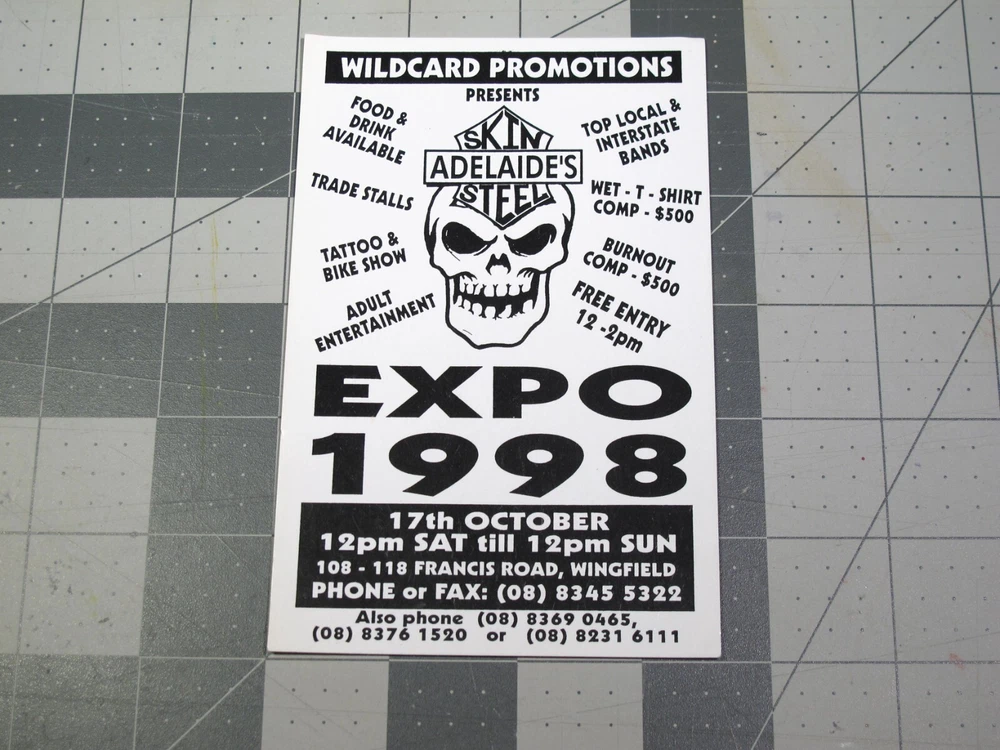 WILDCARD PROMOTIONS
PRESENTS
FOOD &
DRINK
AVAILABLE
TRADE STALLS
TATTOO &
BIKE SHOW
ADULT
ENTERTAINMENT
SKIN
ADELAIDE'S
STEEL
TOP LOCAL &
INTERSTATE
BANDS
WET - T - SHIRT
COMP - $500
BURNOUT
COMP - $500
FREE ENTRY
12 -2pm
EXPO
1998
17th OCTOBER
12pm SAT till 12pm SUN
108 - 118 FRANCIS ROAD, WINGFIELD
PHONE or FAX: (08) 8345 5322
Also phone (08) 8369 0465,
(08) 8376 1520 or (08) 8231 6111